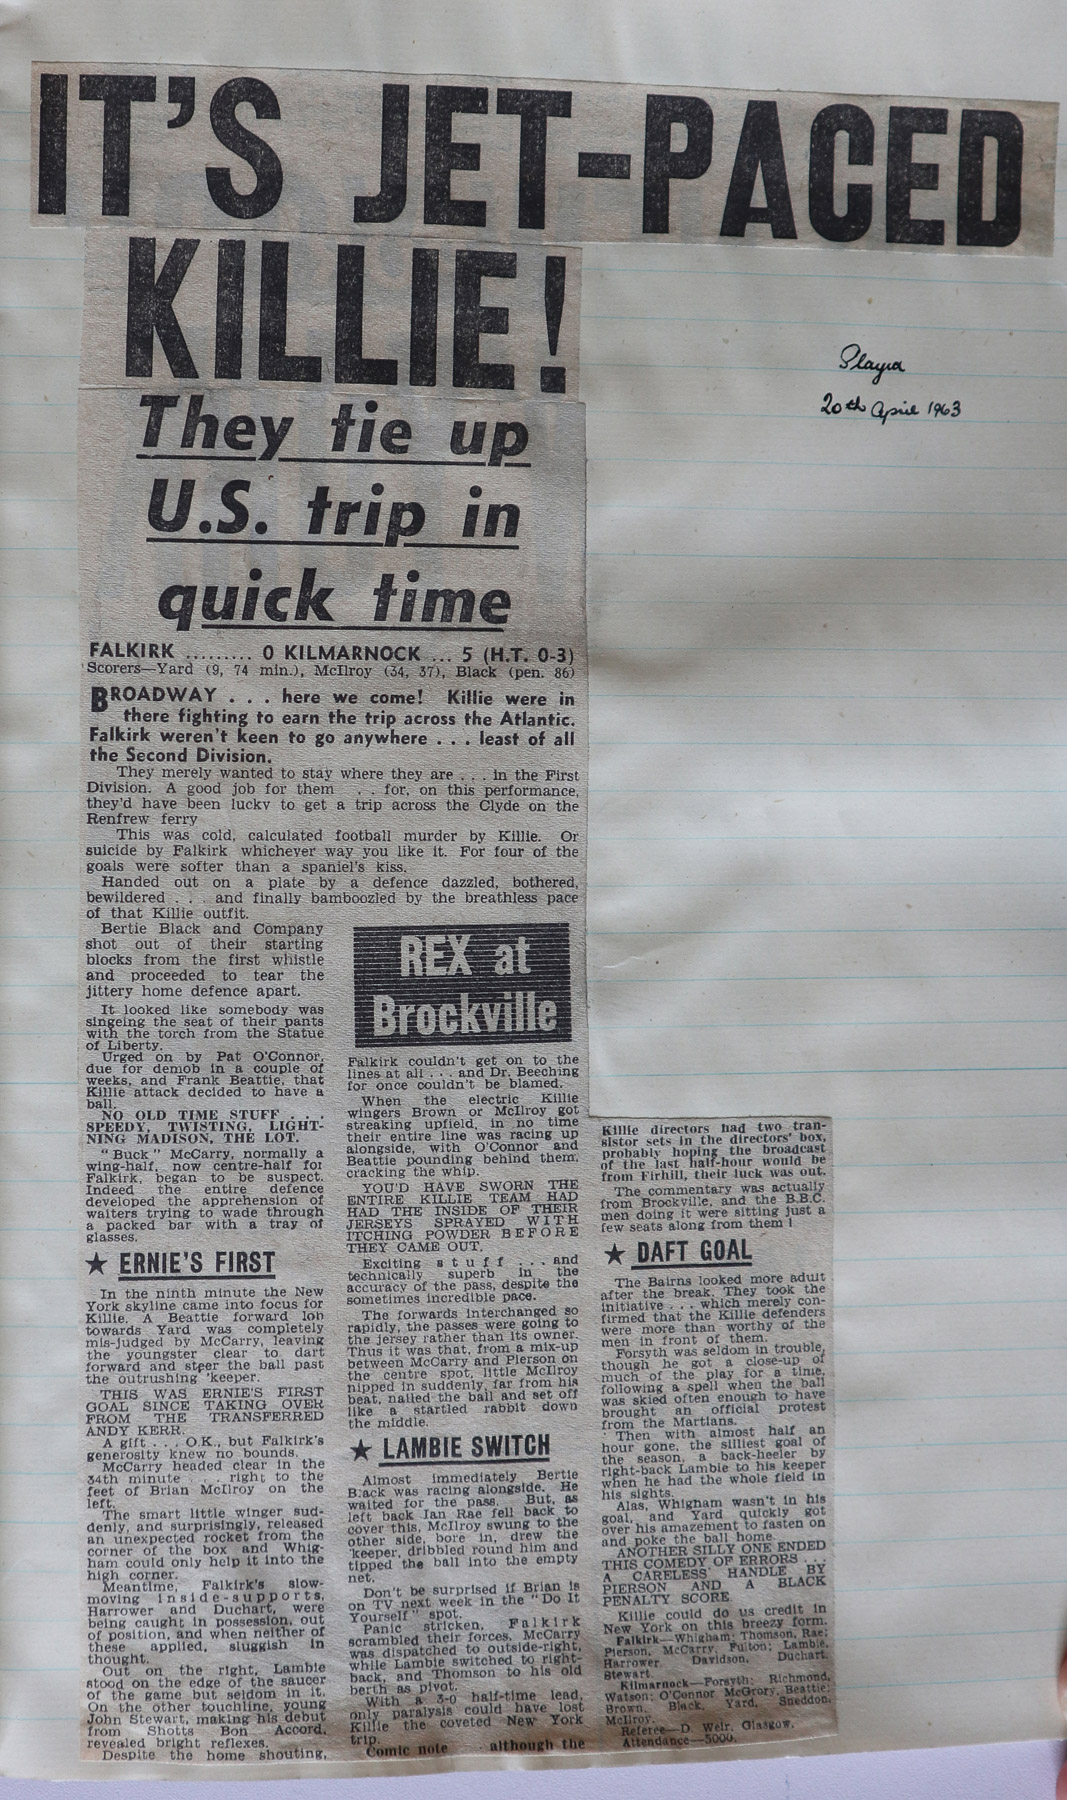 IT'S JET-PACED
KILLIE!
Played
20th April 1963
They tie up
U.S. trip in
quick time
FALKIRK ......... 0 KILMARNOCK ... 5 (H.T. 0-3)
Scorers—Yard (9, 74 min.), McIlroy (34, 37), Black (pen. 86)
BROADWAY . . . here we come! Killie were in
there fighting to earn the trip across the Atlantic.
Falkirk weren't keen to go anywhere . . . least of all
the Second Division.
They merely wanted to stay where they are . . . in the First
Division. A good job for them . . for, on this performance,
they'd have been lucky to get a trip across the Clyde on the
Renfrew ferry
This was cold, calculated football murder by Killie. Or
suicide by Falkirk whichever way you like it. For four of the
goals were softer than a spaniel's kiss.
Handed out on a plate by a defence dazzled, bothered,
bewildered . . . and finally bamboozled by the breathless pace
of that Killie outfit.
Bertie Black and Company
shot out of their starting
blocks from the first whistle
and proceeded to tear the
jittery home defence apart.
It looked like somebody was
singeing the seat of their pants
with the torch from the Statue
of Liberty.
Urged on by Pat O'Connor,
due for demob in a couple of
weeks, and Frank Beattie, that
Killie attack decided to have a
ball.
NO OLD TIME STUFF . . .
SPEEDY, TWISTING, LIGHT-
NING MADISON, THE LOT.
"Buck" McCarry, normally a
wing-half, now centre-half for
Falkirk, began to be suspect.
Indeed the entire defence
developed the apprehension of
waiters trying to wade through
a packed bar with a tray of
glasses.
★ ERNIE'S FIRST
In the ninth minute the New
York skyline came into focus for
Killie. A Beattie forward lob
towards Yard was completely
mis-judged by McCarry, leaving
the youngster clear to dart
forward and steer the ball past
the outrushing 'keeper.
THIS WAS ERNIE'S FIRST
GOAL SINCE TAKING OVER
FROM THE TRANSFERRED
ANDY KERR.
A gift . . . O.K., but Falkirk's
generosity knew no bounds.
McCarry headed clear in the
34th minute . . . right to the
feet of Brian McIlroy on the
left.
The smart little winger sud-
denly, and surprisingly, released
an unexpected rocket from the
corner of the box and Whig-
ham could only help it into the
high corner.
Meantime, Falkirk's slow-
moving inside-supports,
Harrower and Duchart, were
being caught in possession, out
of position, and when neither of
these applied, sluggish in
thought.
Out on the right, Lambie
stood on the edge of the saucer
of the game but seldom in it.
On the other touchline, young
John Stewart, making his debut
from Shotts Bon Accord,
revealed bright reflexes.
Despite the home shouting,
REX at
Brockville
Falkirk couldn't get on to the
lines at all . . . and Dr. Beeching
for once couldn't be blamed.
When the electric Killie
wingers Brown or McIlroy got
streaking upfield, in no time
their entire line was racing up
alongside, with O'Connor and
Beattie pounding behind them,
cracking the whip.
YOU'D HAVE SWORN THE
ENTIRE KILLIE TEAM HAD
HAD THE INSIDE OF THEIR
JERSEYS SPRAYED WITH
ITCHING POWDER BEFORE
THEY CAME OUT.
Exciting stuff . . . and
technically superb in the
accuracy of the pass, despite the
sometimes incredible pace.
The forwards interchanged so
rapidly, the passes were going to
the jersey rather than its owner.
Thus it was that, from a mix-up
between McCarry and Pierson on
the centre spot, little McIlroy
nipped in suddenly, far from his
beat, nailed the ball and set off
like a startled rabbit down
the middle.
★ LAMBIE SWITCH
Almost immediately Bertie
Black was racing alongside. He
waited for the pass. But, as
left back Ian Rae fell back to
cover this, McIlroy swung to the
other side, bore in, drew the
'keeper, dribbled round him and
tipped the ball into the empty
net.
Don't be surprised if Brian is
on TV next week in the "Do It
Yourself" spot.
Panic stricken, Falkirk
scrambled their forces. McCarry
was dispatched to outside-right,
while Lambie switched to right-
back, and Thomson to his old
berth as pivot.
With a 3-0 half-time lead,
only paralysis could have lost
Killie the coveted New York
trip.
Comic note . although the
Killie directors had two tran-
sistor sets in the directors' box,
probably hoping the broadcast
of the last half-hour would be
from Firhill, their luck was out.
The commentary was actually
from Brockville, and the B.B.C.
men doing it were sitting just a
few seats along from them!
★ DAFT GOAL
The Bairns looked more adult
after the break. They took the
initiative . . . which merely con-
firmed that the Killie defenders
were more than worthy of the
men in front of them.
Forsyth was seldom in trouble,
though he got a close-up of
much of the play for a time,
following a spell when the ball
was skied often enough to have
brought an official protest
from the Martians.
Then with almost half an
hour gone, the silliest goal of
the season, a back-heeler by
right-back Lambie to his keeper
when he had the whole field in
his sights.
Alas, Whigham wasn't in his
goal, and Yard quickly got
over his amazement to fasten on
and poke the ball home.
ANOTHER SILLY ONE ENDED
THIS COMEDY OF ERRORS . . .
A CARELESS HANDLE BY
PIERSON AND A BLACK
PENALTY SCORE.
Killie could do us credit in
New York on this breezy form.
Falkirk—Whigham; Thomson, Rae;
Pierson, McCarry, Fulton; Lambie,
Harrower, Davidson, Duchart,
Stewart.
Kilmarnock—Forsyth; Richmond,
Watson; O'Connor McGrory, Beattie;
Brown, Black, Yard, Sneddon,
McIlroy.
Referee—D. Weir, Glasgow.
Attendance—5000.